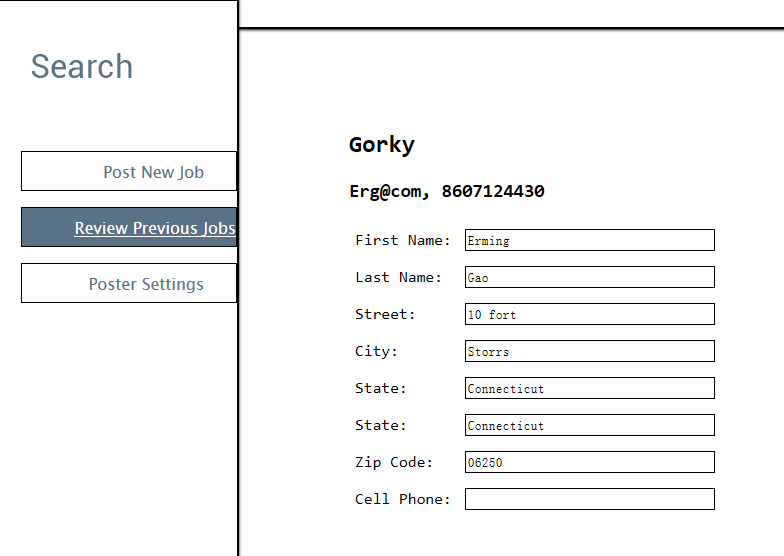 Search
Post New Job
Review Previous Jobs
Poster Settings
Gorky
Erg@com, 8607124430
First Name: Erming
Last Name: Gao
Street: 10 fort
City: Storrs
State: Connecticut
State: Connecticut
Zip Code: 06250
Cell Phone: